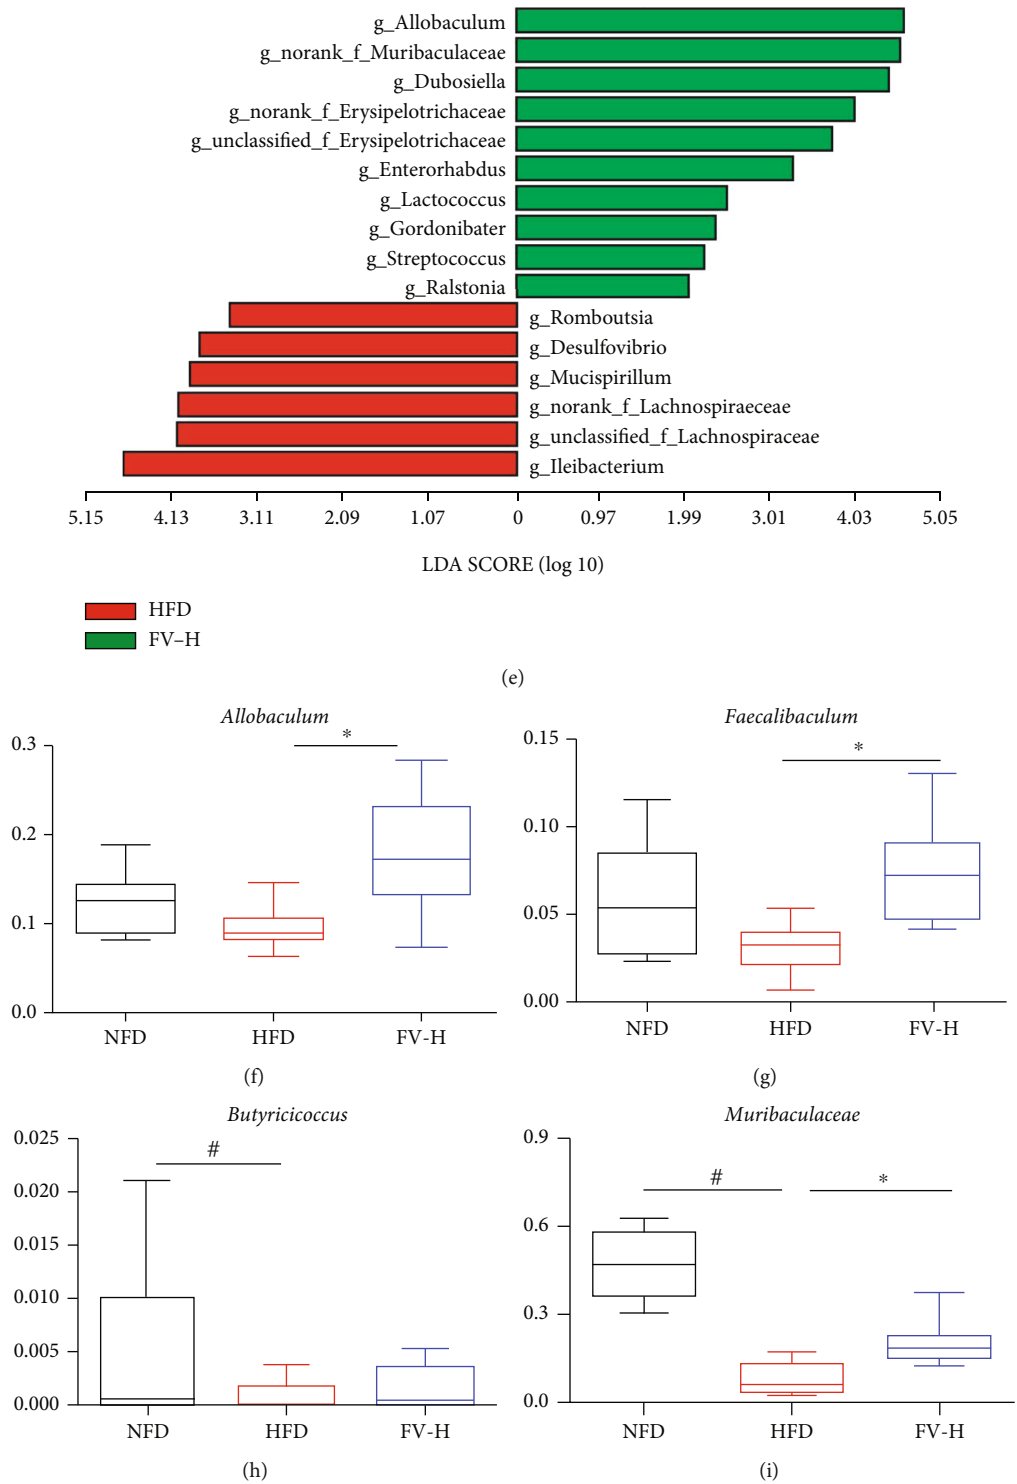 g_Allobaculum
g_norank_f_Muribaculaceae
g_Dubosiella
g_norank_f_Erysipelotrichaceae
g_unclassified_f_Erysipelotrichaceae
g_Enterorhabdus
g_Lactococcus
g_Gordonibater
g_Streptococcus
g_Ralstonia
g_Romboutsia
g_Desulfovibrio
g_Mucispirillum
g_norank_f_Lachnospiraeceae
g_unclassified_f_Lachnospiraceae
g_Ileibacterium
5.15 4.13 3.11 2.09 1.07 0 0.97 1.99 3.01 4.03 5.05
LDA SCORE (log 10)
HFD
FV–H
(e)
Allobaculum
0.3
0.2
0.1
0.0
*
NFD HFD FV-H
(f)
Faecalibaculum
0.15
0.10
0.05
0.00
*
NFD HFD FV-H
(g)
Butyricicoccus
0.025
0.020
0.015
0.010
0.005
0.000
#
NFD HFD FV-H
(h)
Muribaculaceae
0.9
0.6
0.3
0.0
# *
NFD HFD FV-H
(i)